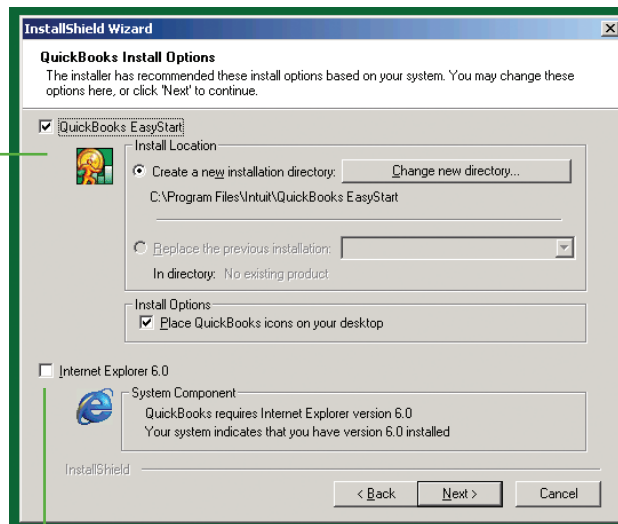 InstallShield Wizard
QuickBooks Install Options
The installer has recommended these install options based on your system. You may change these
options here, or click 'Next' to continue.
QuickBooks EasyStart
Install Location
Create a new installation directory:
Change new directory...
C:\Program Files\Intuit\QuickBooks EasyStart
Replace the previous installation:
In directory: No existing product
Install Options
Place QuickBooks icons on your desktop
Internet Explorer 6.0
System Component
QuickBooks requires Internet Explorer version 6.0
Your system indicates that you have version 6.0 installed
InstallShield
< Back
Next >
Cancel